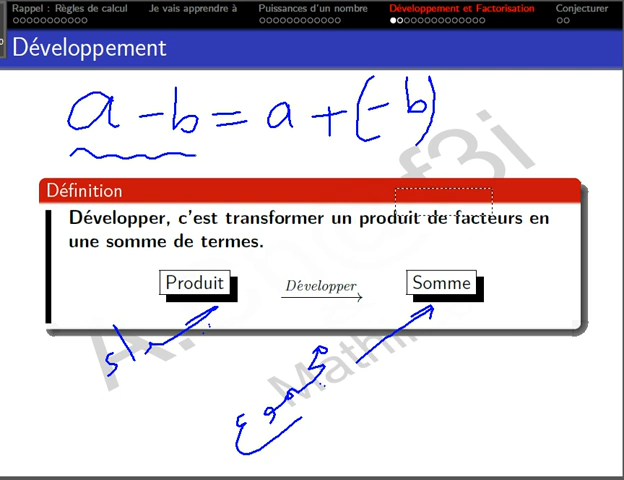 Rappel : Règles de calcul Je vais apprendre à Puissances d'un nombre Développement et Factorisation Conjecturer
Développement
a - b = a + (- b)
Définition
Développer, c'est transformer un produit de facteurs en
une somme de termes.
Produit Développer Somme